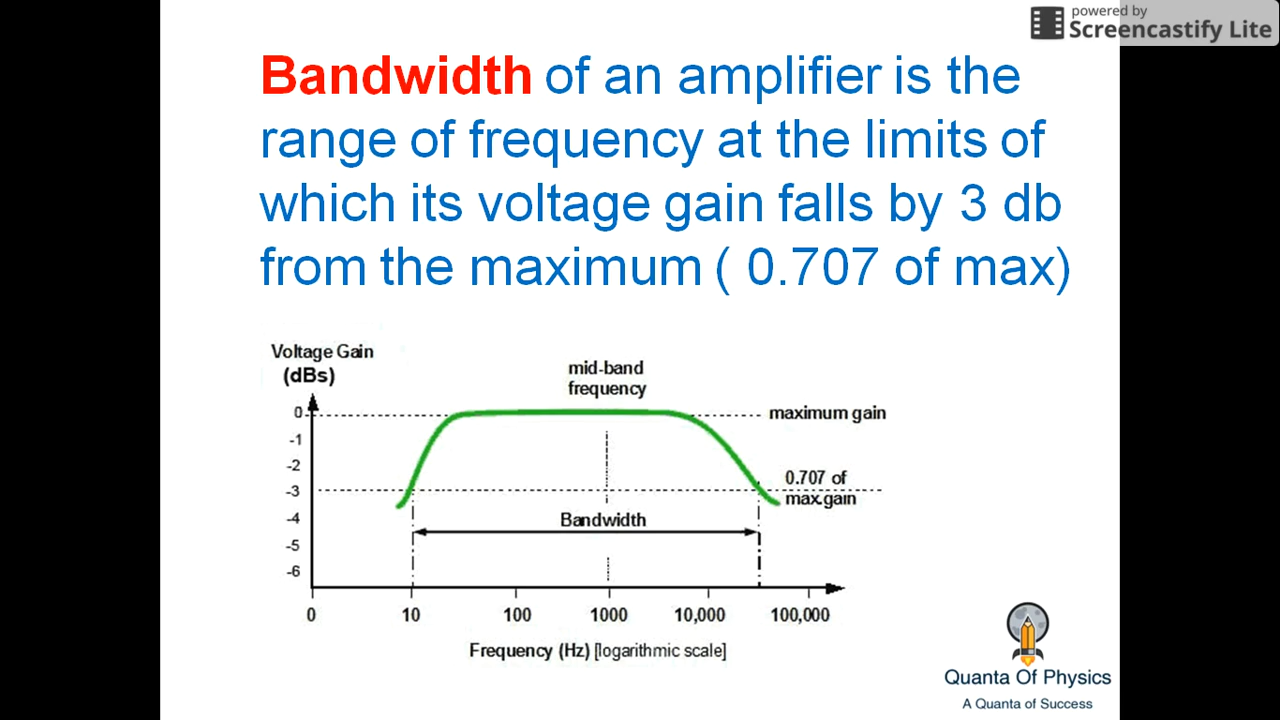 powered by
Screencastify Lite
Bandwidth of an amplifier is the
range of frequency at the limits of
which its voltage gain falls by 3 db
from the maximum ( 0.707 of max)
Voltage Gain
(dBs)
mid-band
frequency
0
maximum gain
-1
-2
0.707 of
-3
max.gain
-4
Bandwidth
-5
-6
0 10 100 1000 10,000 100,000
Frequency (Hz) [logarithmic scale]
Quanta Of Physics
A Quanta of Success